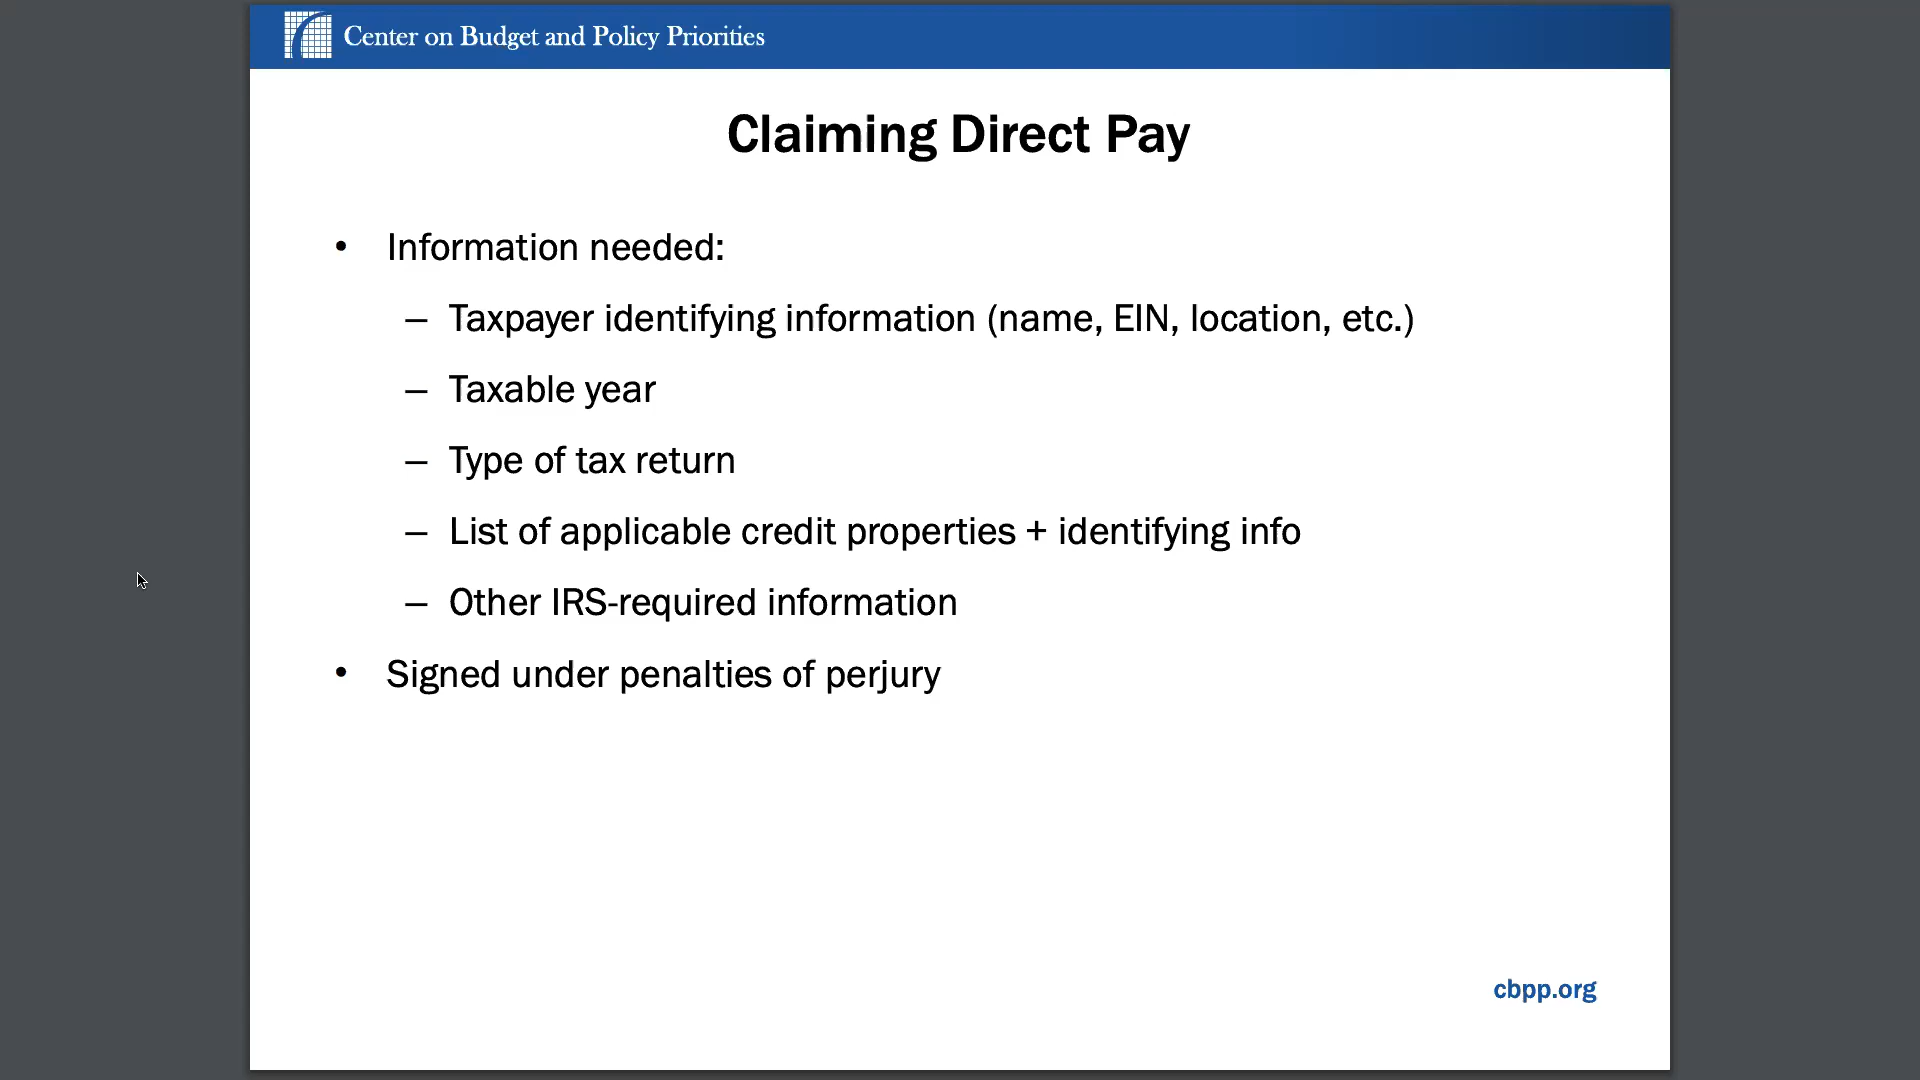 Center on Budget and Policy Priorities
Claiming Direct Pay
• Information needed:
– Taxpayer identifying information (name, EIN, location, etc.)
– Taxable year
– Type of tax return
– List of applicable credit properties + identifying info
– Other IRS-required information
• Signed under penalties of perjury
cbpp.org